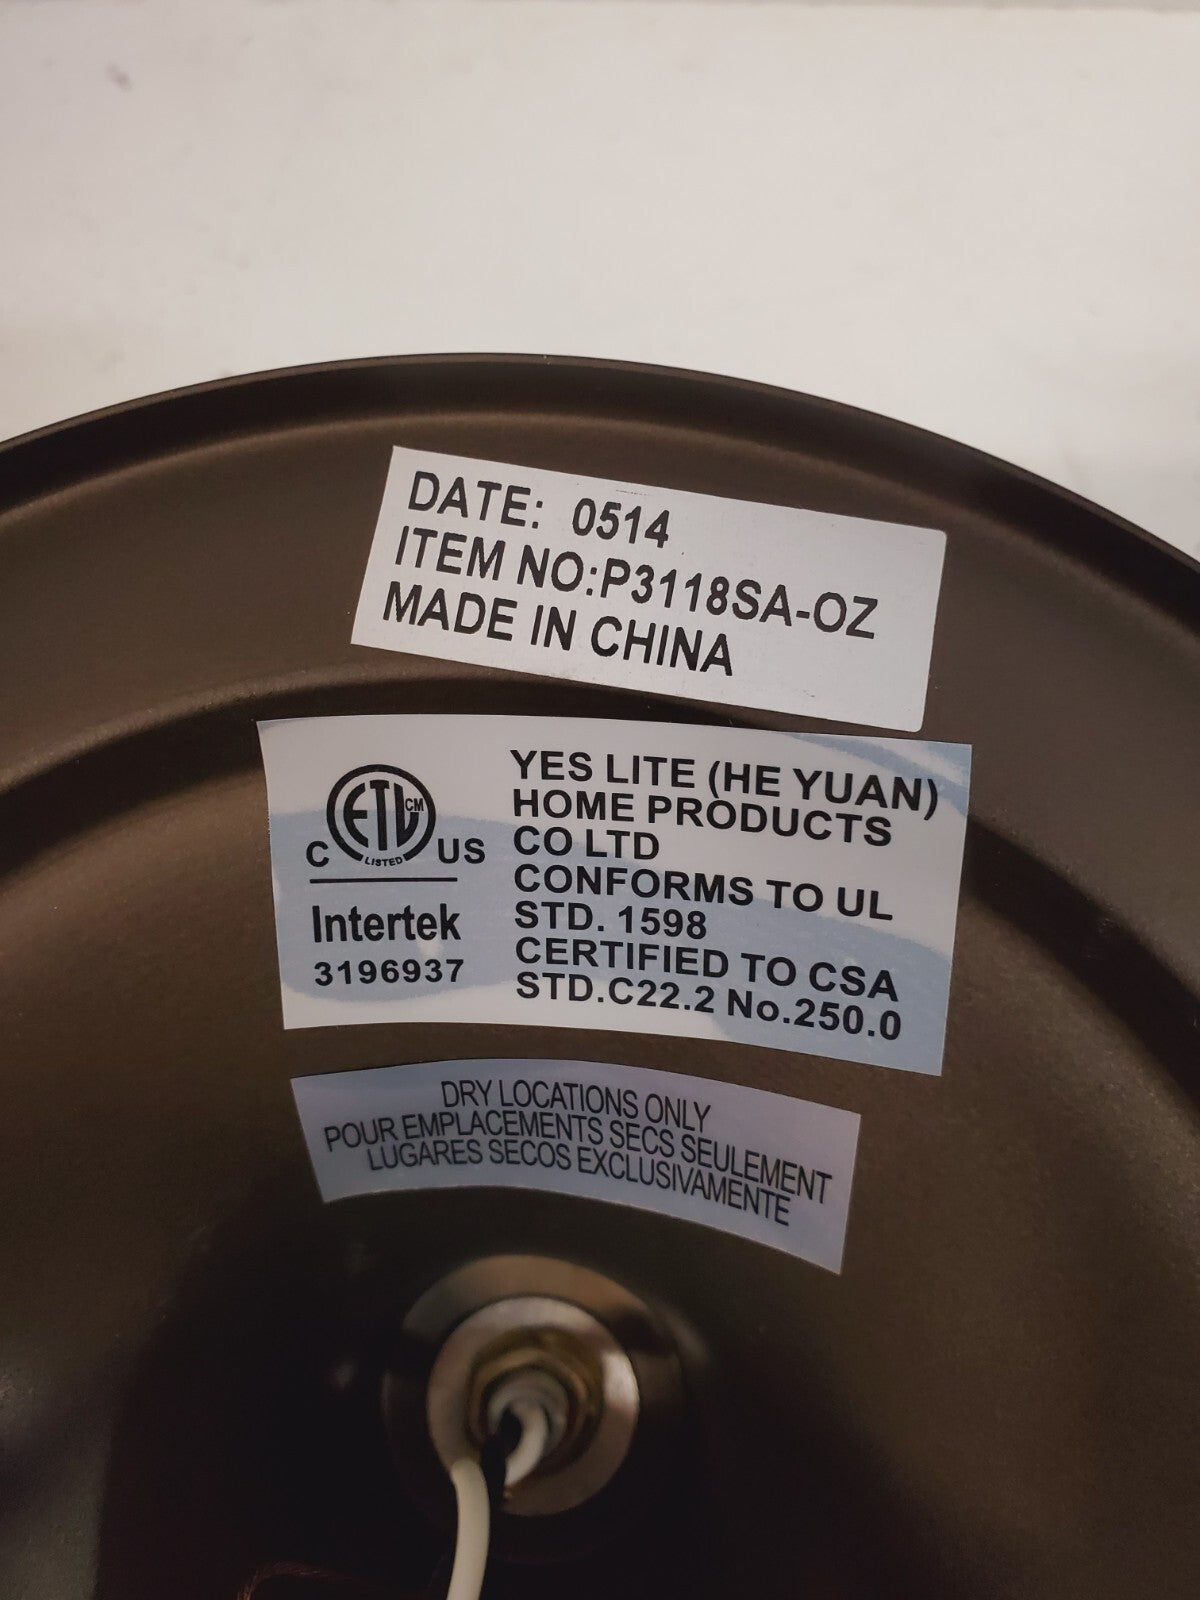 DATE: 0514
ITEM NO:P3118SA-OZ
MADE IN CHINA
ETL CM
LISTED
C US
Intertek
3196937
YES LITE (HE YUAN)
HOME PRODUCTS
CO LTD
CONFORMS TO UL
STD. 1598
CERTIFIED TO CSA
STD.C22.2 No.250.0
DRY LOCATIONS ONLY
POUR EMPLACEMENTS SECS SEULEMENT
LUGARES SECOS EXCLUSIVAMENTE